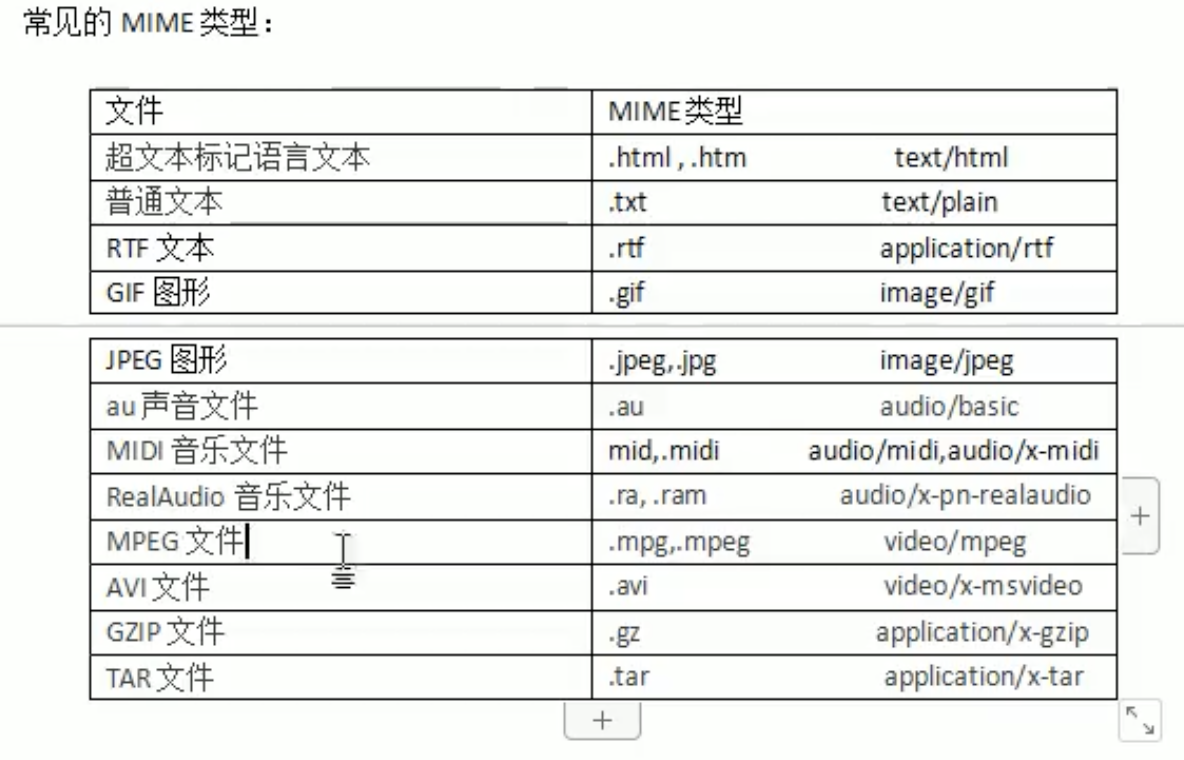 常见的 MIME 类型：
文件 MIME类型
超文本标记语言文本 .html , .htm text/html
普通文本 .txt text/plain
RTF 文本 .rtf application/rtf
GIF 图形 .gif image/gif
JPEG 图形 .jpeg,.jpg image/jpeg
au 声音文件 .au audio/basic
MIDI 音乐文件 mid,.midi audio/midi,audio/x-midi
RealAudio 音乐文件 .ra, .ram audio/x-pn-realaudio
MPEG 文件 .mpg,.mpeg video/mpeg
AVI 文件 .avi video/x-msvideo
GZIP 文件 .gz application/x-gzip
TAR 文件 .tar application/x-tar